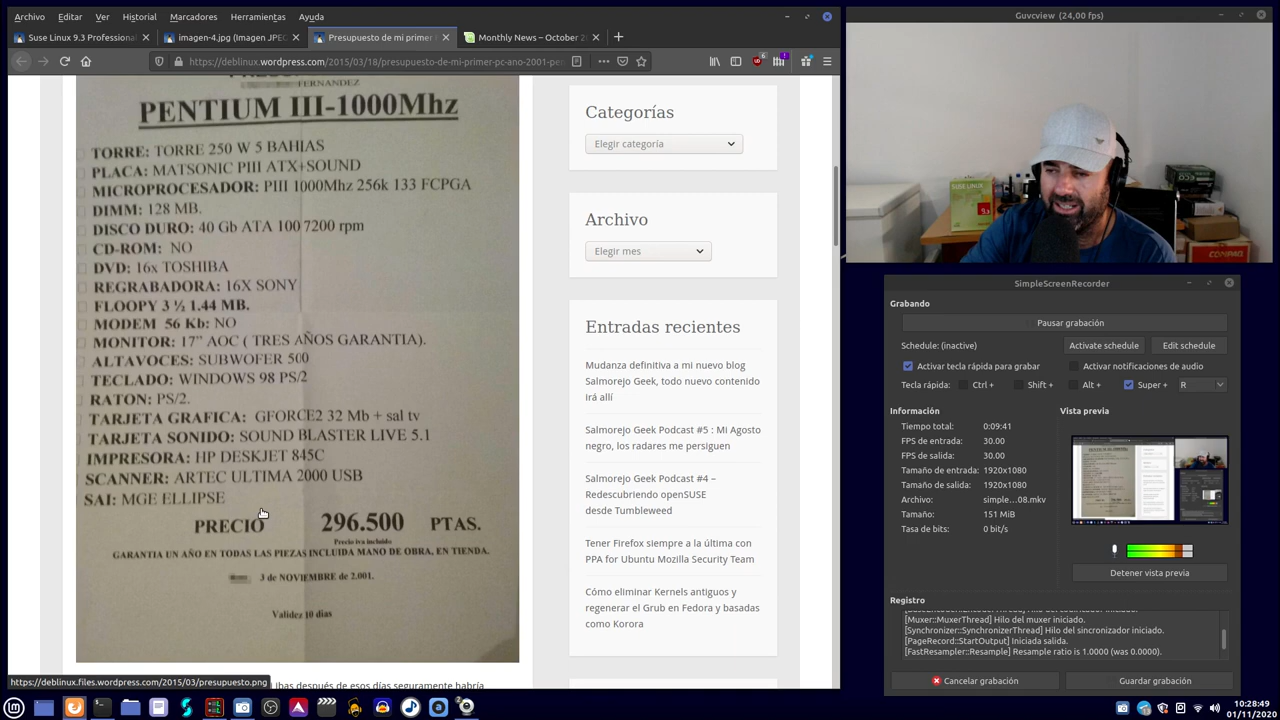 Archivo Editar Ver Historial Marcadores Herramientas Ayuda
Suse Linux 9.3 Professional
imagen-4.jpg (Imagen JPEG
Presupuesto de mi primer
Monthly News – October 2
https://deblinux.wordpress.com/2015/03/18/presupuesto-de-mi-primer-pc-ano-2001-pen
FERNANDEZ
PENTIUM III-1000Mhz
TORRE: TORRE 250 W 5 BAHIAS
PLACA: MATSONIC PIII ATX+SOUND
MICROPROCESADOR: PIII 1000Mhz 256k 133 FCPGA
DIMM: 128 MB.
DISCO DURO: 40 Gb ATA 100 7200 rpm
CD-ROM: NO
DVD: 16x TOSHIBA
REGRABADORA: 16X SONY
FLOOPY 3 ½ 1.44 MB.
MODEM 56 Kb: NO
MONITOR: 17” AOC ( TRES AÑOS GARANTIA).
ALTAVOCES: SUBWOFER 500
TECLADO: WINDOWS 98 PS/2
RATON: PS/2.
TARJETA GRAFICA: GFORCE2 32 Mb + sal tv
TARJETA SONIDO: SOUND BLASTER LIVE 5.1
IMPRESORA: HP DESKJET 845C
SCANNER: ARTEC ULTIMA 2000 USB
SAI: MGE ELLIPSE
PRECIO 296.500 PTAS.
Precio iva incluido:
GARANTIA UN AÑO EN TODAS LAS PIEZAS INCLUIDA MANO DE OBRA, EN TIENDA.
3 de NOVIEMBRE de 2.001.
Validez 10 dias
https://deblinux.files.wordpress.com/2015/03/presupuesto.png
ibas después de esos días seguramente habría
Categorías
Elegir categoría
Archivo
Elegir mes
Entradas recientes
Mudanza definitiva a mi nuevo blog
Salmorejo Geek, todo nuevo contenido
irá allí
Salmorejo Geek Podcast #5 : Mi Agosto
negro, los radares me persiguen
Salmorejo Geek Podcast #4 –
Redescubriendo openSUSE
desde Tumbleweed
Tener Firefox siempre a la última con
PPA for Ubuntu Mozilla Security Team
Cómo eliminar Kernels antiguos y
regenerar el Grub en Fedora y basadas
como Korora
Guvcview (24,00 fps)
SUSE LINUX
9.3
COMPAQ
SimpleScreenRecorder
Grabando
Pausar grabación
Schedule: (inactive)
Activate schedule
Edit schedule
Activar tecla rápida para grabar
Activar notificaciones de audio
Tecla rápida: Ctrl + Shift + Alt + Super + R
Información
Tiempo total: 0:09:41
FPS de entrada: 30.00
FPS de salida: 30.00
Tamaño de entrada: 1920x1080
Tamaño de salida: 1920x1080
Archivo: simple...08.mkv
Tamaño: 151 MiB
Tasa de bits: 0 bit/s
Vista previa
Detener vista previa
Registro
[Muxer::MuxerThread] Hilo del muxer iniciado.
[Synchronizer::SynchronizerThread] Hilo del sincronizador iniciado.
[PageRecord::StartOutput] Iniciada salida.
[FastResampler::Resample] Resample ratio is 1.0000 (was 0.0000).
Cancelar grabación
Guardar grabación
10:28:49
01/11/2020